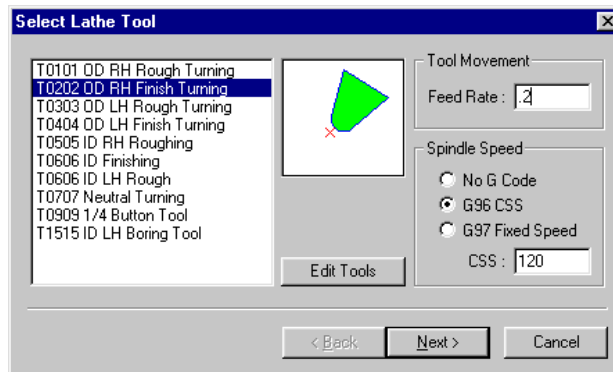 Select Lathe Tool
T0101 OD RH Rough Turning
T0202 OD RH Finish Turning
T0303 OD LH Rough Turning
T0404 OD LH Finish Turning
T0505 ID RH Roughing
T0606 ID Finishing
T0606 ID LH Rough
T0707 Neutral Turning
T0909 1/4 Button Tool
T1515 ID LH Boring Tool
Edit Tools
Tool Movement
Feed Rate : .2
Spindle Speed
No G Code
G96 CSS
G97 Fixed Speed
CSS : 120
< Back
Next >
Cancel